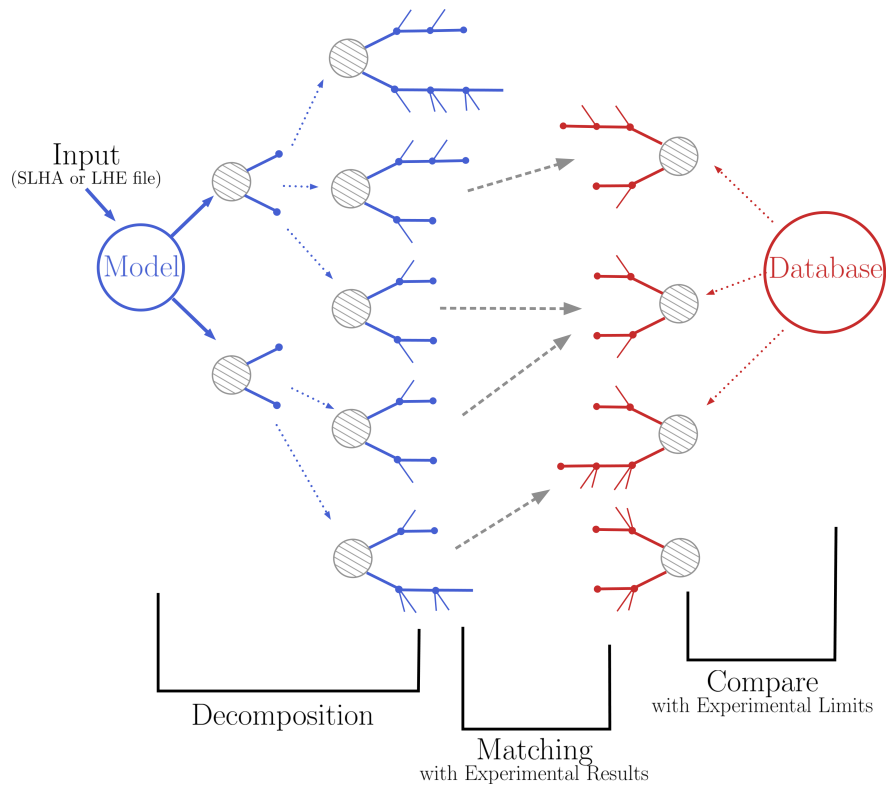 Input
(SLHA or LHE file)
Model
Database
Decomposition
Matching
with Experimental Results
Compare
with Experimental Limits